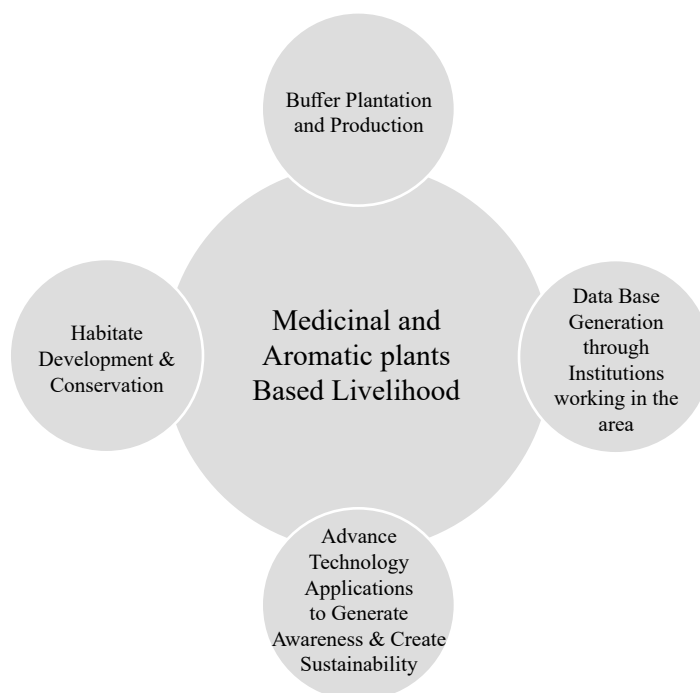 Buffer Plantation
and Production
Medicinal and
Aromatic plants
Based Livelihood
Habitate
Development &
Conservation
Data Base
Generation
through
Institutions
working in the
area
Advance
Technology
Applications
to Generate
Awareness & Create
Sustainability